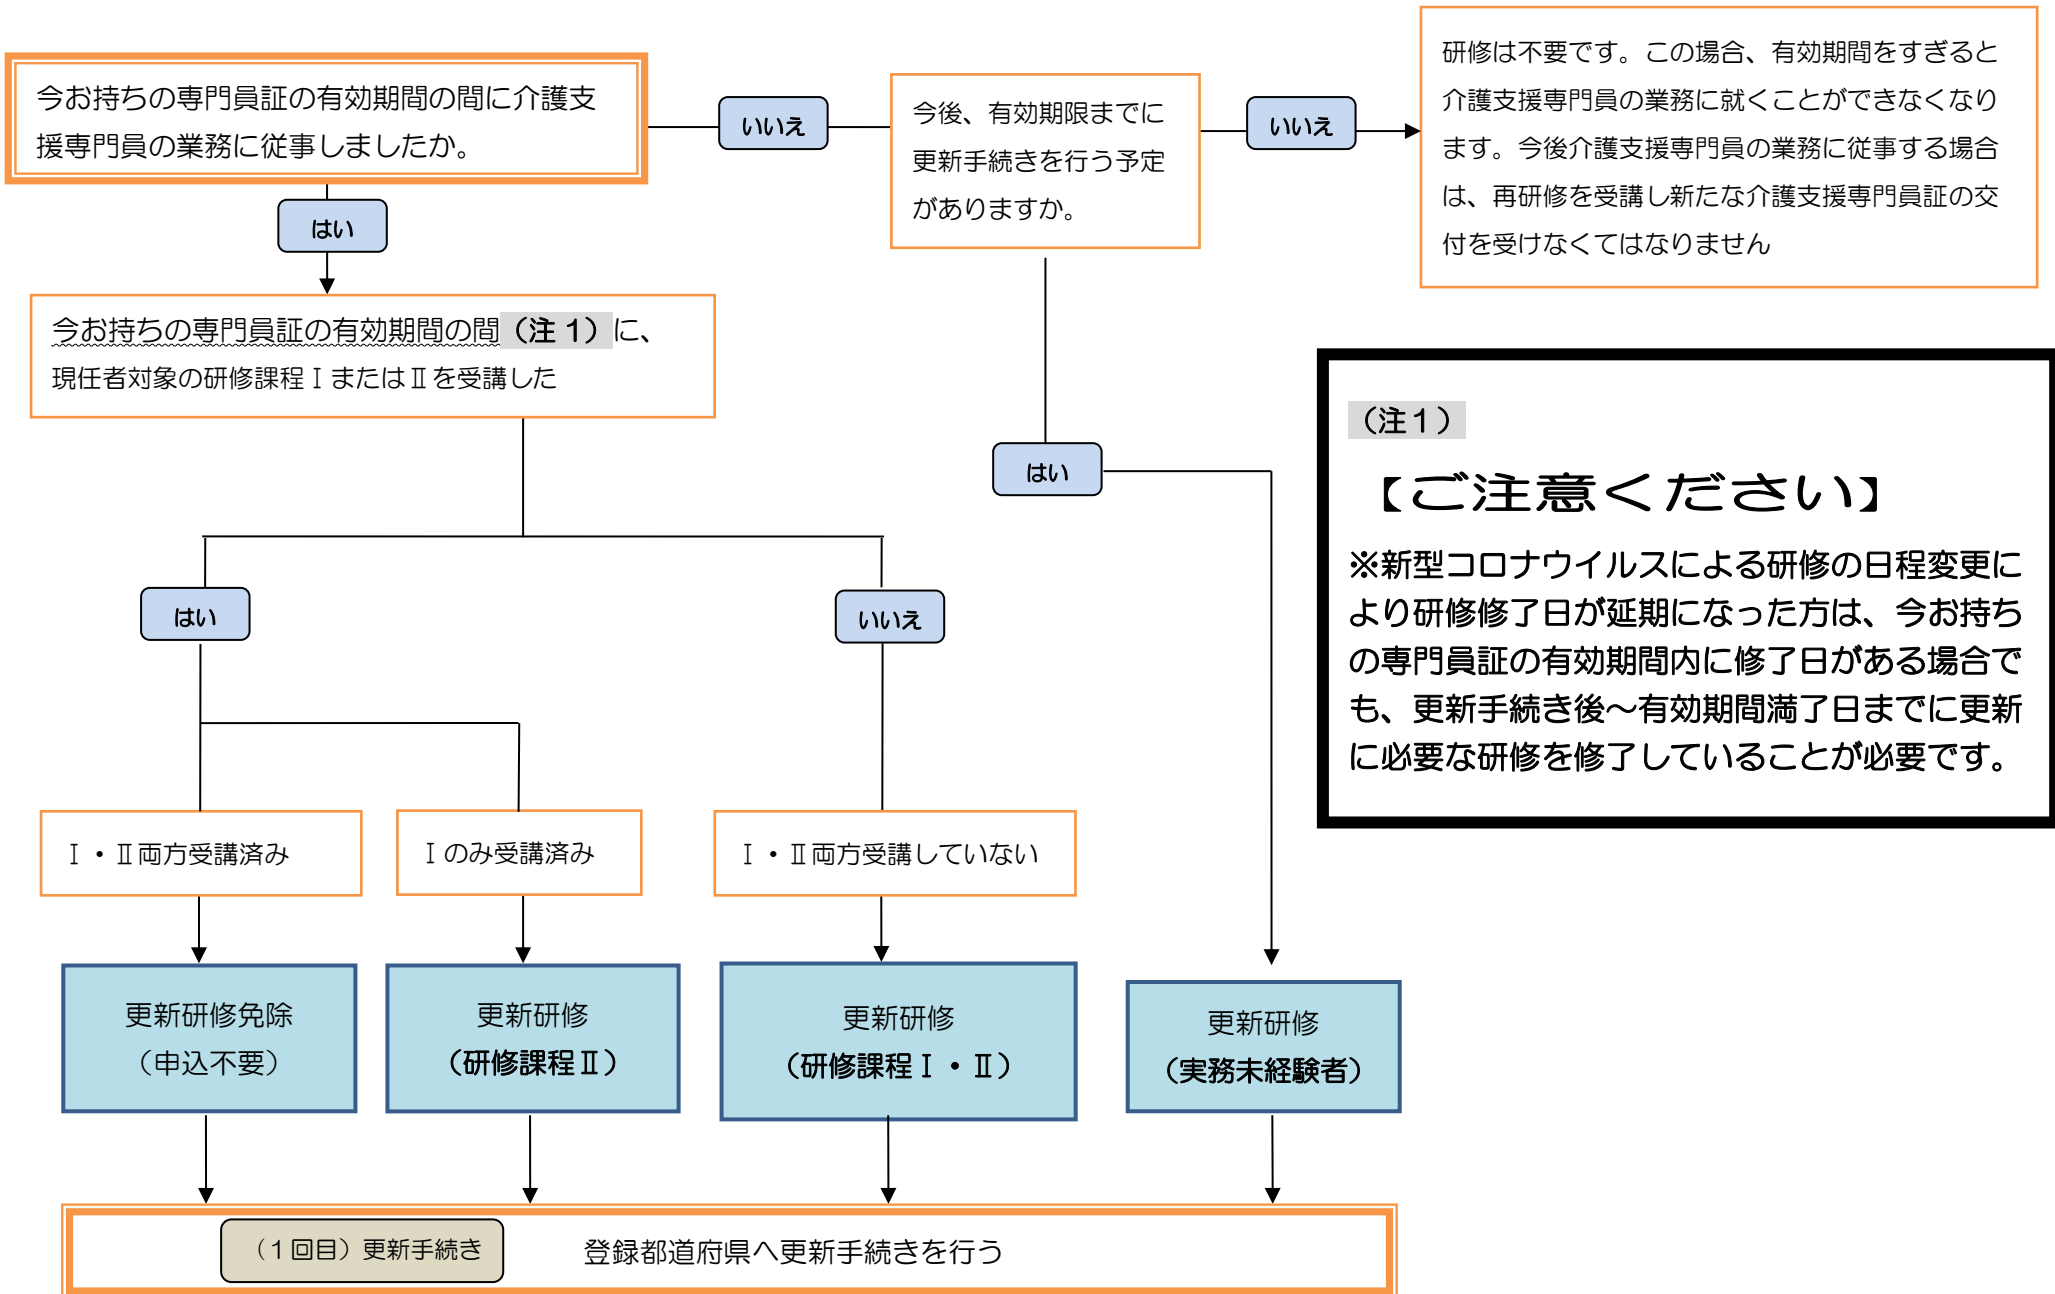 今お持ちの専門員証の有効期間の間に介護支
援専門員の業務に従事しましたか。
いいえ
今後、有効期限までに
更新手続きを行う予定
がありますか。
いいえ
研修は不要です。この場合、有効期間をすぎると
介護支援専門員の業務に就くことができなくなり
ます。今後介護支援専門員の業務に従事する場合
は、再研修を受講し新たな介護支援専門員証の交
付を受けなくてはなりません
はい
今お持ちの専門員証の有効期間の間（注 1）に、
現任者対象の研修課程Ⅰ またはⅡを受講した
はい
（注１）
【ご注意ください】
※新型コロナウイルスによる研修の日程変更に
より研修修了日が延期になった方は、今お持ち
の専門員証の有効期間内に修了日がある場合で
も、更新手続き後～有効期間満了日までに更新
に必要な研修を修了していることが必要です。
はい
いいえ
Ⅰ・Ⅱ両方受講済み
Ⅰのみ受講済み
Ⅰ・Ⅱ両方受講していない
更新研修免除
（申込不要）
更新研修
（研修課程Ⅱ）
更新研修
（研修課程Ⅰ・Ⅱ）
更新研修
（実務未経験者）
（１回目）更新手続き
登録都道府県へ更新手続きを行う